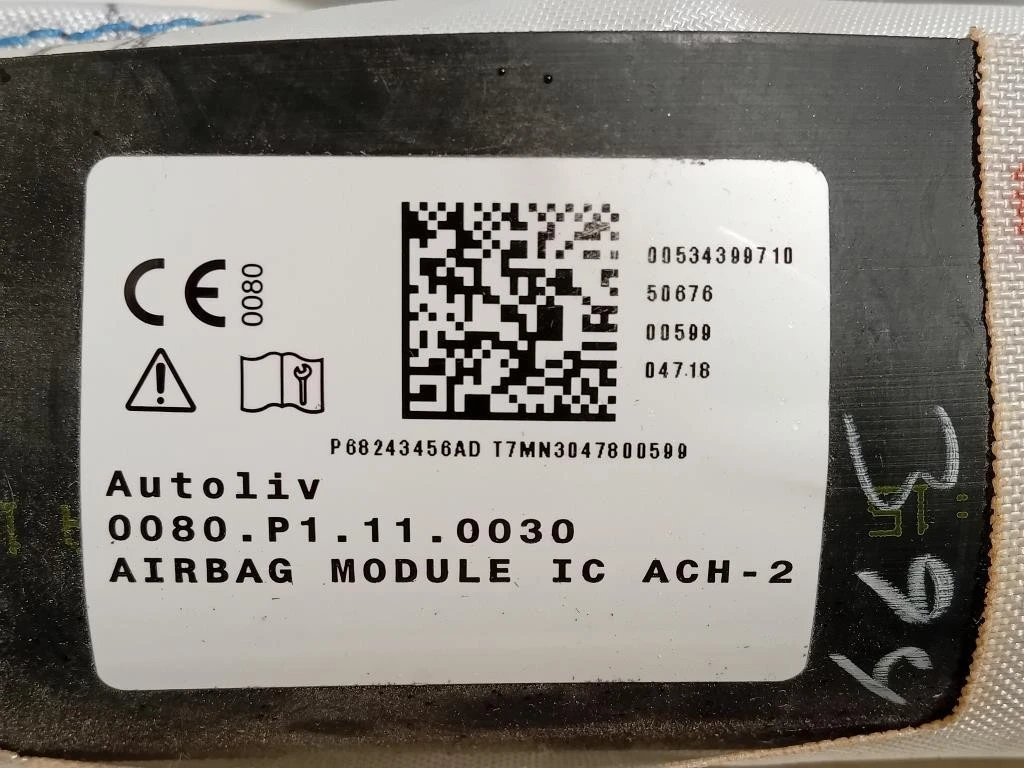 CE 0080
00534399710
50676
00599
04718
P68243456AD T7MN3047800599
Autoliv
0080.P1.11.0030
AIRBAG MODULE IC ACH-2